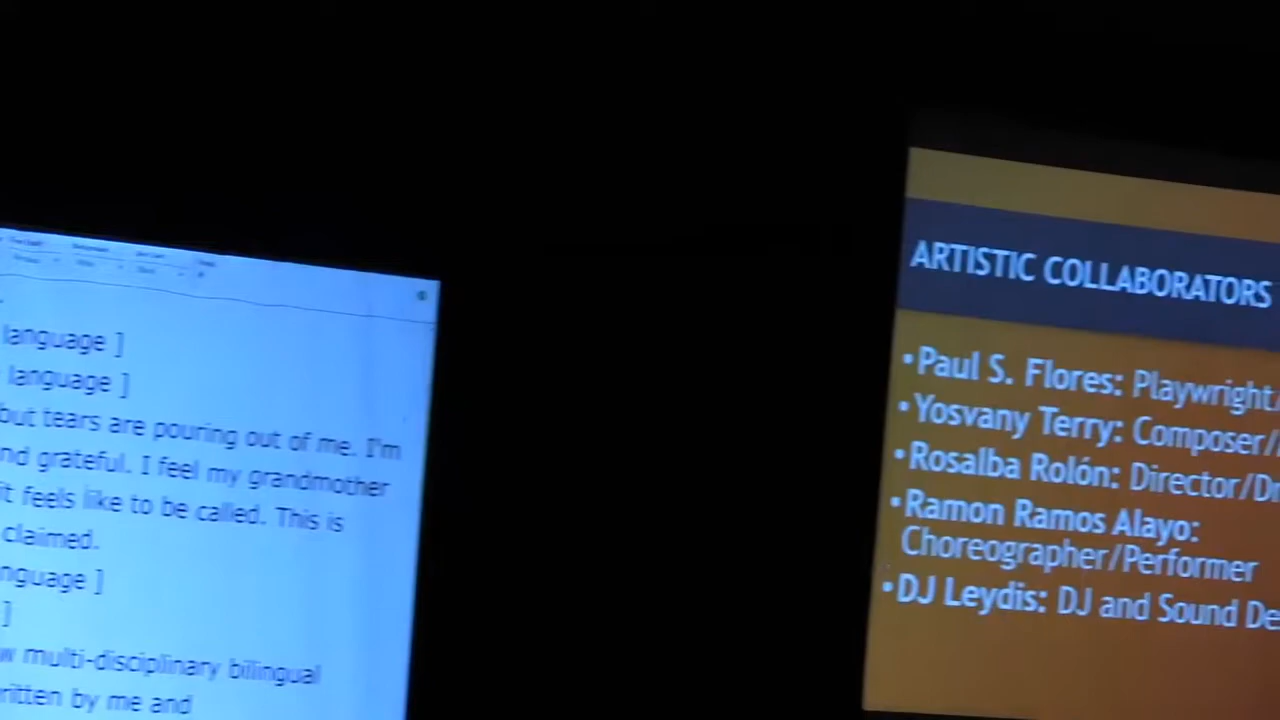 language ]
language ]
but tears are pouring out of me. I'm
nd grateful. I feel my grandmother
it feels like to be called. This is
claimed.
nguage ]
]
w multi-disciplinary bilingual
ritten by me and
ARTISTIC COLLABORATORS
•Paul S. Flores: Playwright/
•Yosvany Terry: Composer/
•Rosalba Rolón: Director/Dr
•Ramon Ramos Alayo:
Choreographer/Performer
•DJ Leydis: DJ and Sound De